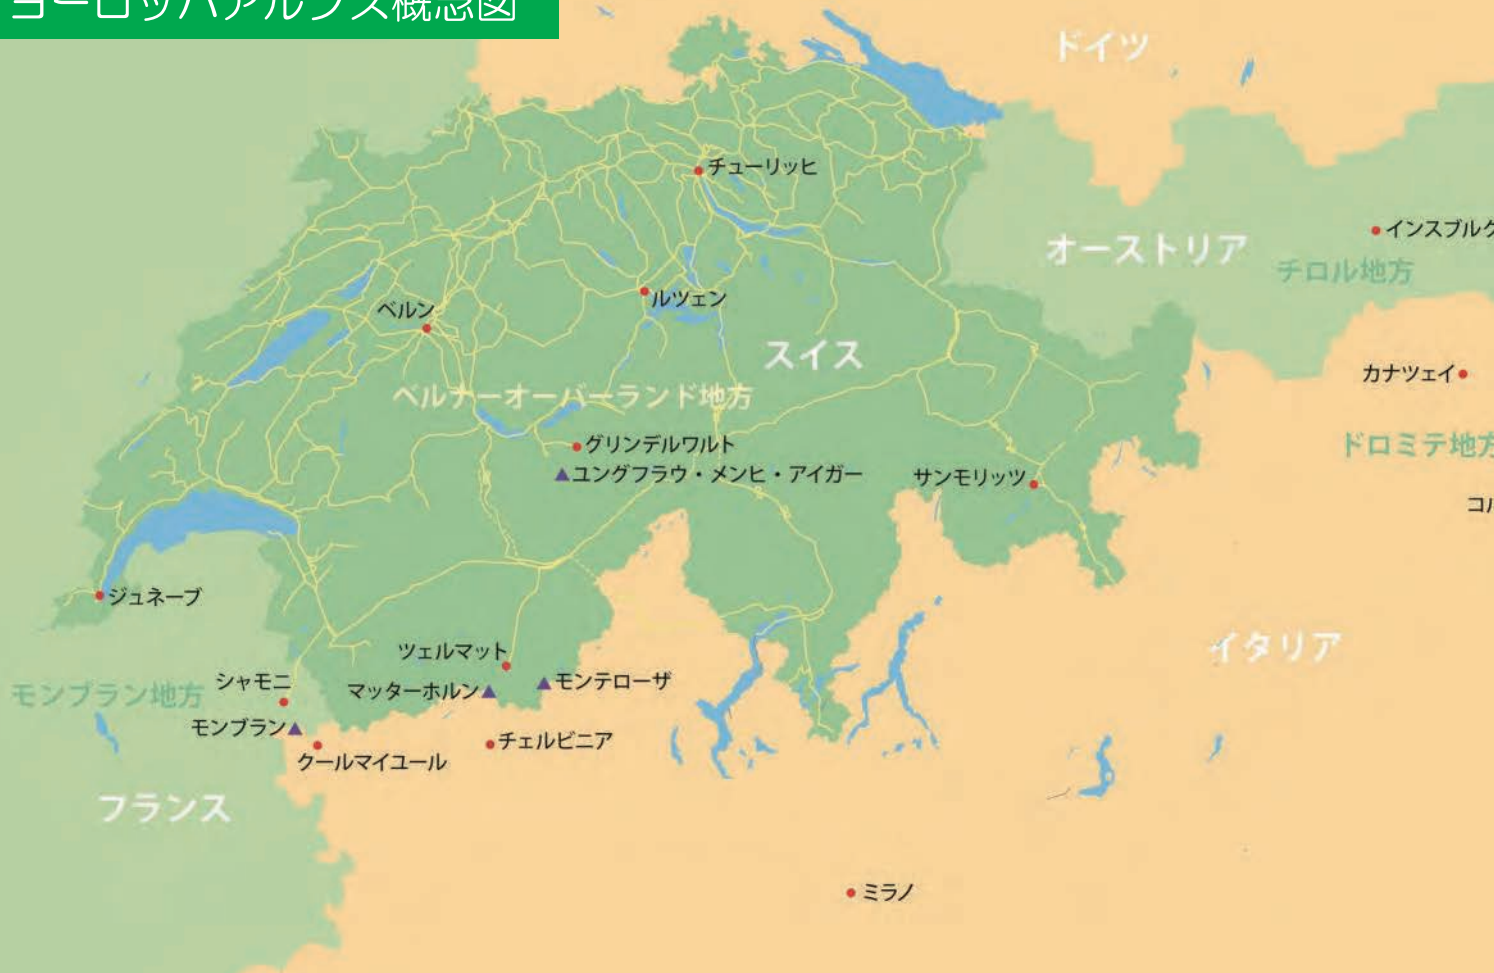 ヨーロッパアルプス概念図
ドイツ
チューリッヒ
インスブルク
オーストリア
チロル地方
ルツェン
ベルン
スイス
カナツェイ
ベルナーオーバーランド地方
グリンデルワルト
ドロミテ地方
ユングフラウ・メンヒ・アイガー
サンモリッツ
コル
ジュネーブ
イタリア
ツェルマット
シャモニ
モンテローザ
マッターホルン
モンブラン地方
モンブラン
チェルビニア
クールマイユール
フランス
ミラノ